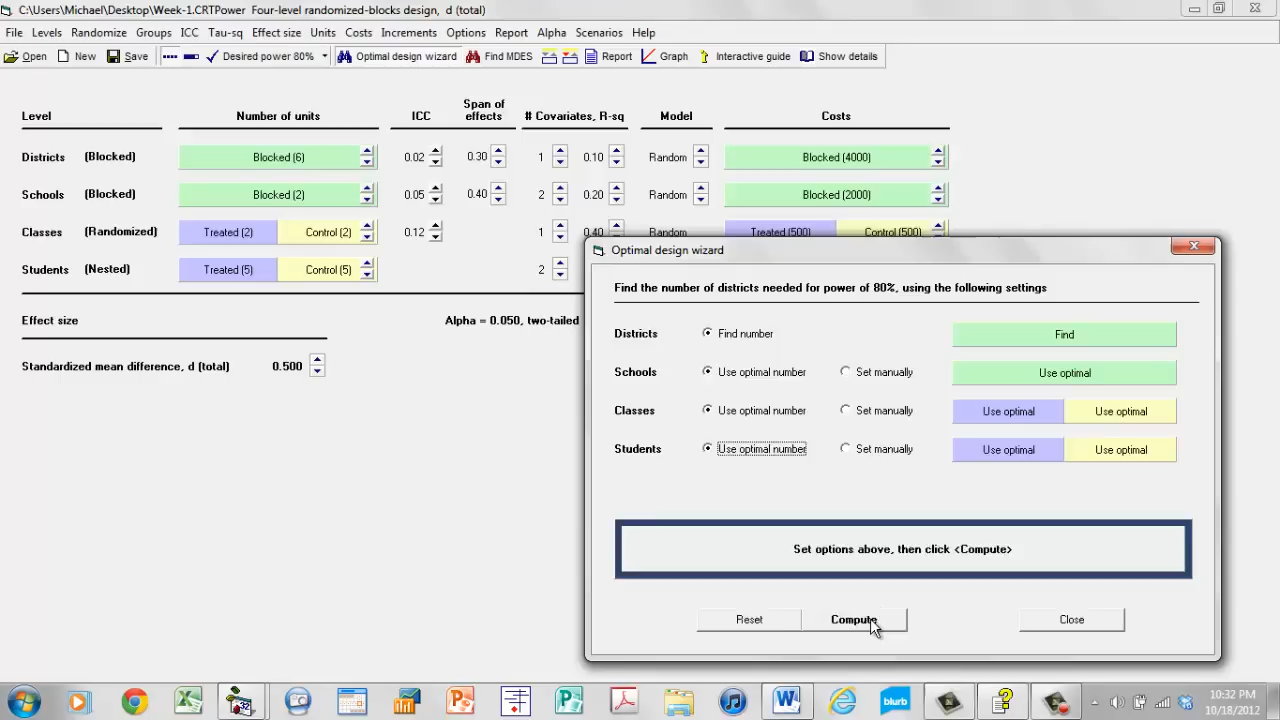 C:\Users\Michael\Desktop\Week-1.CRTPower Four-level randomized-blocks design, d (total)
File Levels Randomize Groups ICC Tau-sq Effect size Units Costs Increments Options Report Alpha Scenarios Help
Open New Save Desired power 80% Optimal design wizard Find MDES Report Graph Interactive guide Show details
Level Number of units ICC Span of effects # Covariates, R-sq Model Costs
Districts (Blocked) Blocked (6) 0.02 0.30 1 0.10 Random Blocked (4000)
Schools (Blocked) Blocked (2) 0.05 0.40 2 0.20 Random Blocked (2000)
Classes (Randomized) Treated (2) Control (2) 0.12 1 0.40 Random Treated (500) Control (500)
Students (Nested) Treated (5) Control (5) 2
Effect size Alpha = 0.050, two-tailed
Standardized mean difference, d (total) 0.500
Optimal design wizard
Find the number of districts needed for power of 80%, using the following settings
Districts Find number Find
Schools Use optimal number Set manually Use optimal
Classes Use optimal number Set manually Use optimal Use optimal
Students Use optimal number Set manually Use optimal Use optimal
Set options above, then click <Compute>
Reset Compute Close
blurb
10:32 PM
10/18/2012